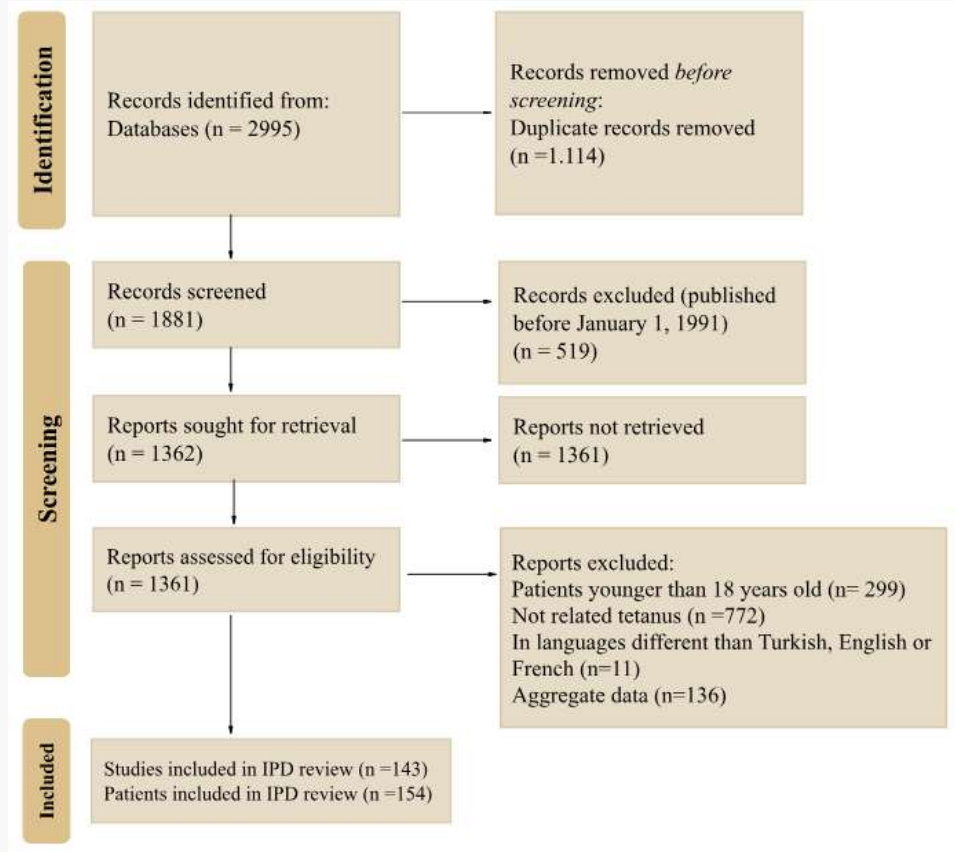 Identification
Records identified from:
Databases (n = 2995)
Records removed before
screening:
Duplicate records removed
(n =1.114)
Screening
Records screened
(n = 1881)
Records excluded (published
before January 1, 1991)
(n = 519)
Reports sought for retrieval
(n = 1362)
Reports not retrieved
(n = 1361)
Reports assessed for eligibility
(n = 1361)
Reports excluded:
Patients younger than 18 years old (n= 299)
Not related tetanus (n =772)
In languages different than Turkish, English or
French (n=11)
Aggregate data (n=136)
Included
Studies included in IPD review (n =143)
Patients included in IPD review (n =154)